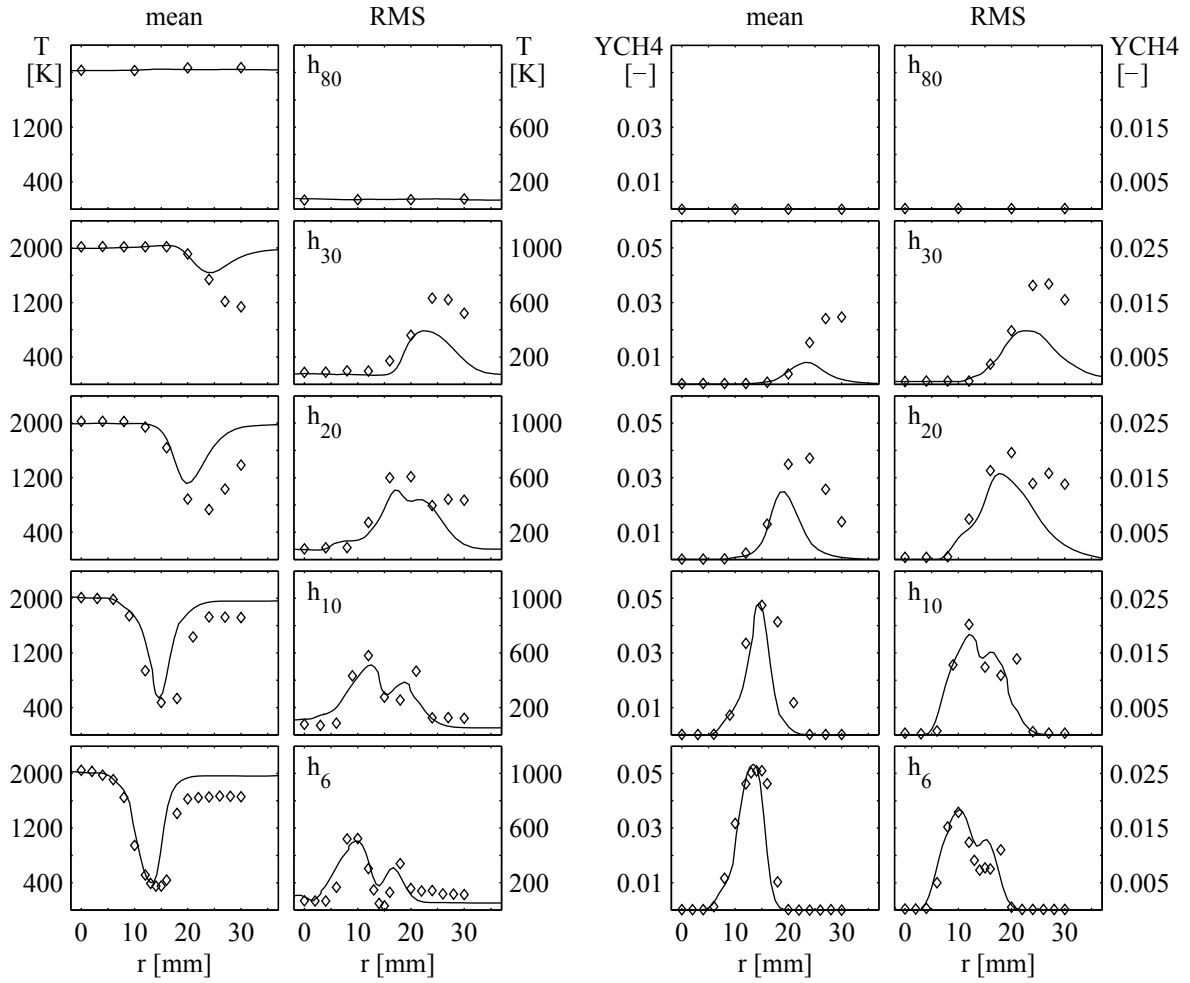 mean RMS mean RMS
T [K] T [K] YCH4 [−] YCH4 [−]
h80 h80
1200 600 0.03 0.015
400 200 0.01 0.005
h30 h30
2000 1000 0.05 0.025
1200 600 0.03 0.015
400 200 0.01 0.005
h20 h20
2000 1000 0.05 0.025
1200 600 0.03 0.015
400 200 0.01 0.005
h10 h10
2000 1000 0.05 0.025
1200 600 0.03 0.015
400 200 0.01 0.005
h6 h6
2000 1000 0.05 0.025
1200 600 0.03 0.015
400 200 0.01 0.005
0 10 20 30 0 10 20 30 0 10 20 30 0 10 20 30
r [mm] r [mm] r [mm] r [mm]